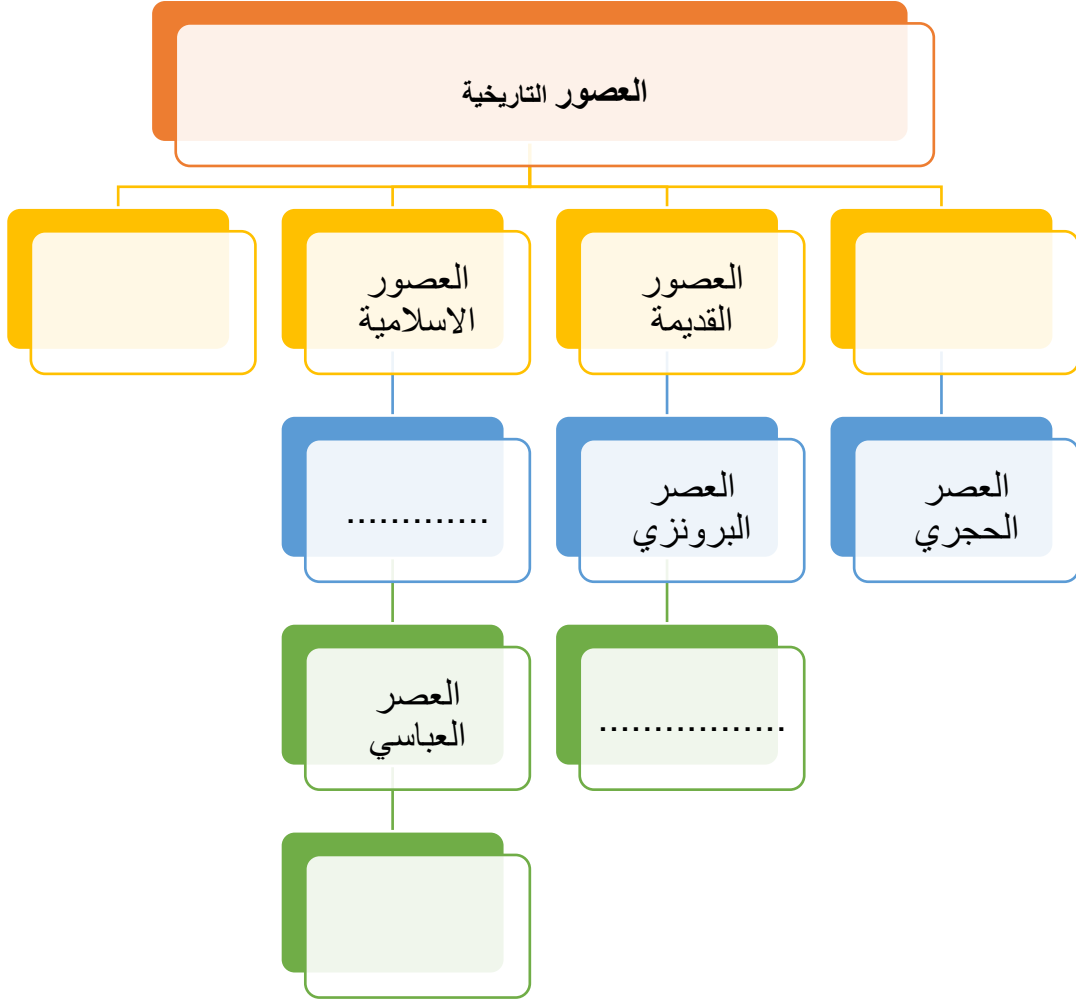 العصور التاريخية
العصور
القديمة
العصور
الاسلامية
العصر
الحجري
العصر
البرونزي
.............
.................
العصر
العباسي